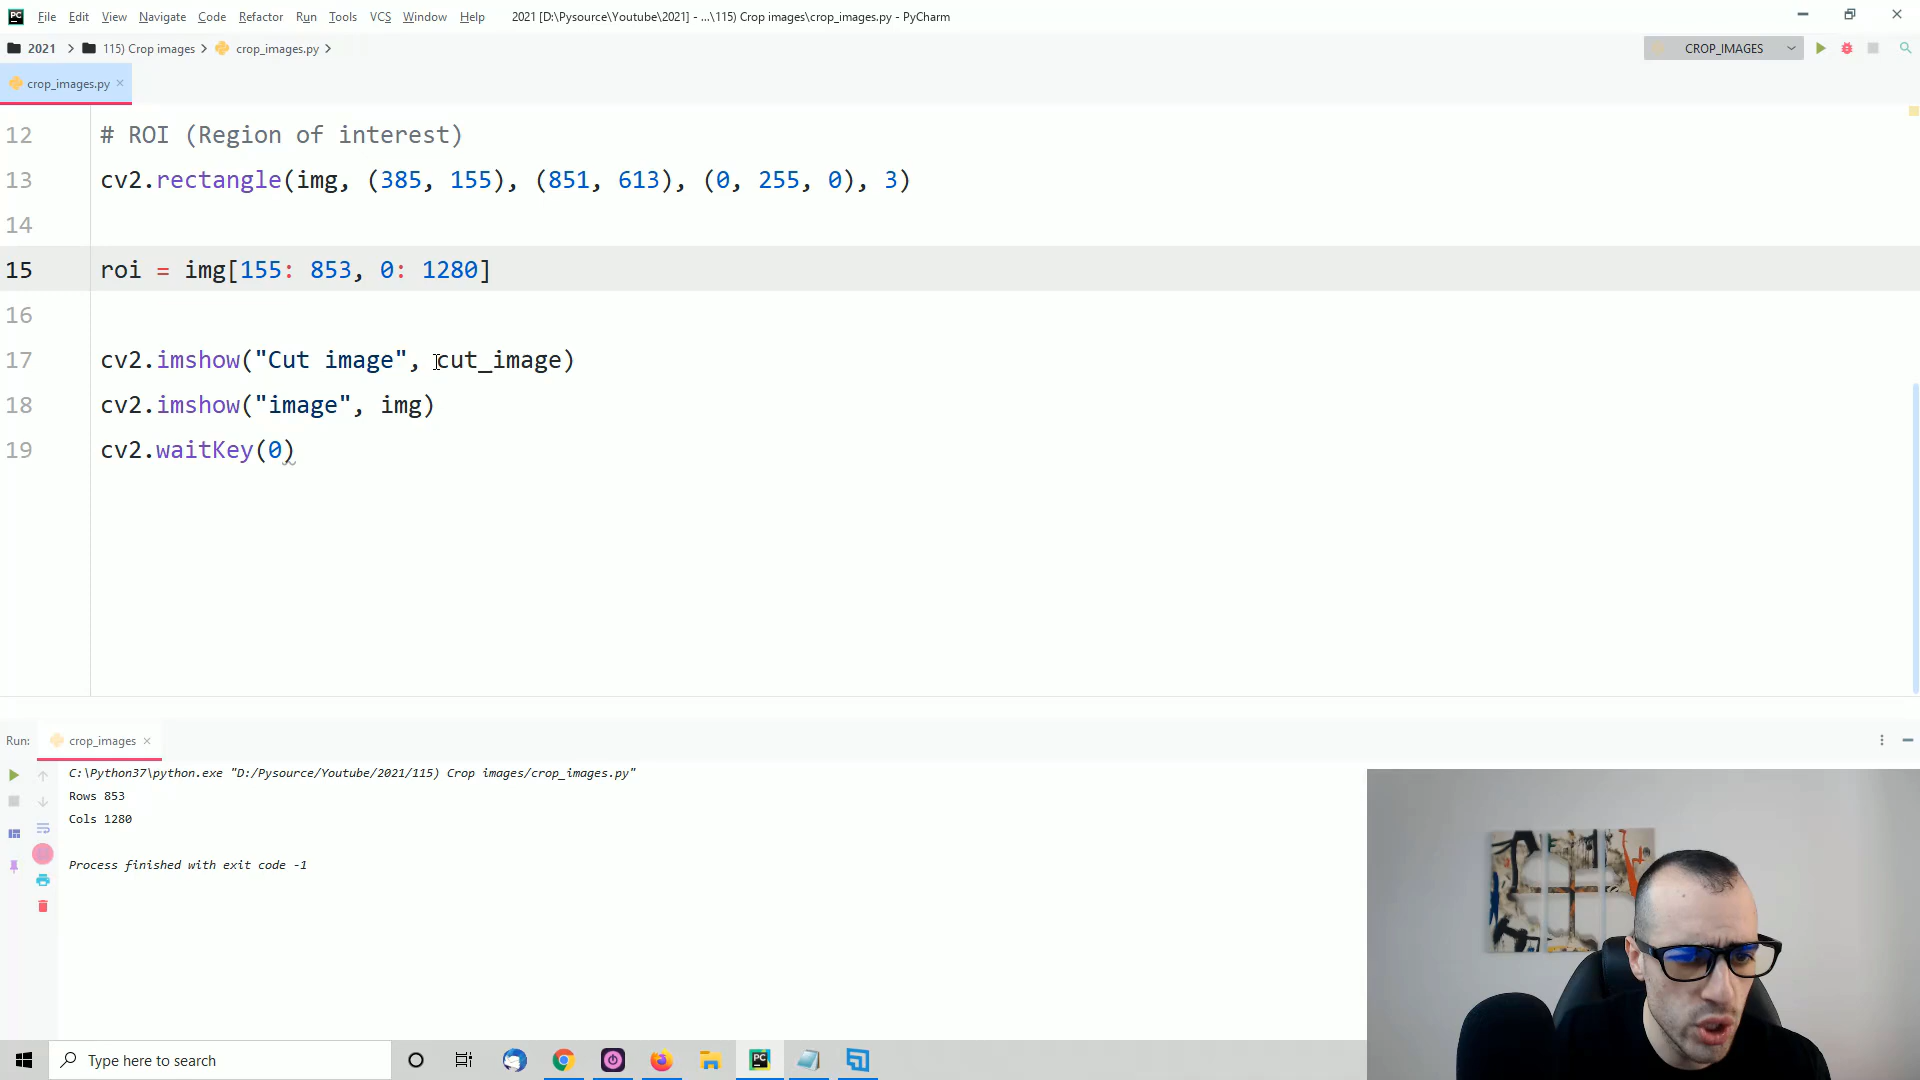 PC File Edit View Navigate Code Refactor Run Tools VCS Window Help 2021 [D:\Pysource\Youtube\2021] - ...\115) Crop images\crop_images.py - PyCharm
2021 115) Crop images crop_images.py CROP_IMAGES
crop_images.py
12 # ROI (Region of interest)
13 cv2.rectangle(img, (385, 155), (851, 613), (0, 255, 0), 3)
14
15 roi = img[155: 853, 0: 1280]
16
17 cv2.imshow("Cut image", cut_image)
18 cv2.imshow("image", img)
19 cv2.waitKey(0)
Run: crop_images
C:\Python37\python.exe "D:/Pysource/Youtube/2021/115) Crop images/crop_images.py"
Rows 853
Cols 1280
Process finished with exit code -1
Type here to search PC